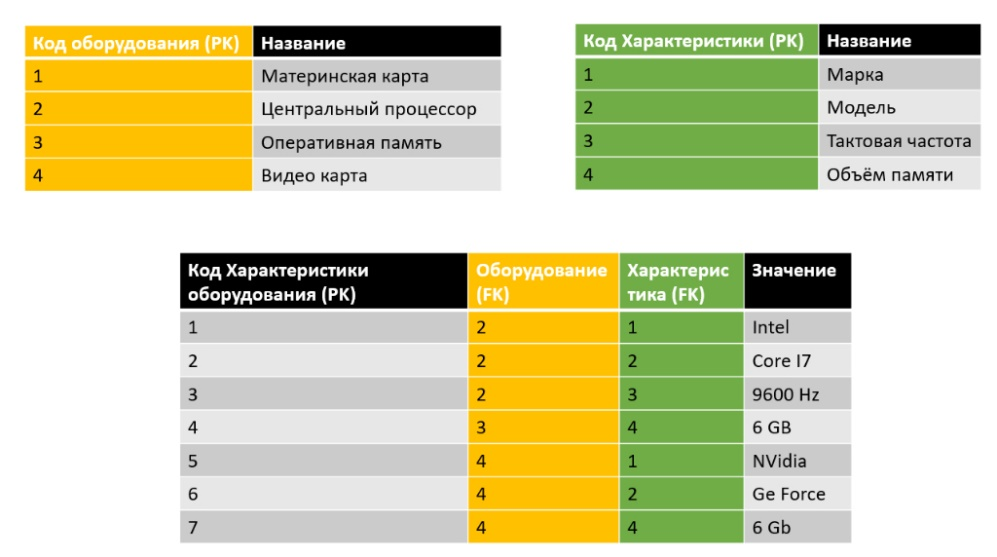 Код оборудования (PK) Название
1 Материнская карта
2 Центральный процессор
3 Оперативная память
4 Видео карта
Код Характеристики (PK) Название
1 Марка
2 Модель
3 Тактовая частота
4 Объём памяти
Код Характеристики
оборудования (PK)
Оборудование
(FK)
Характерис
тика (FK)
Значение
1 2 1 Intel
2 2 2 Core I7
3 2 3 9600 Hz
4 3 4 6 GB
5 4 1 NVidia
6 4 2 Ge Force
7 4 4 6 Gb